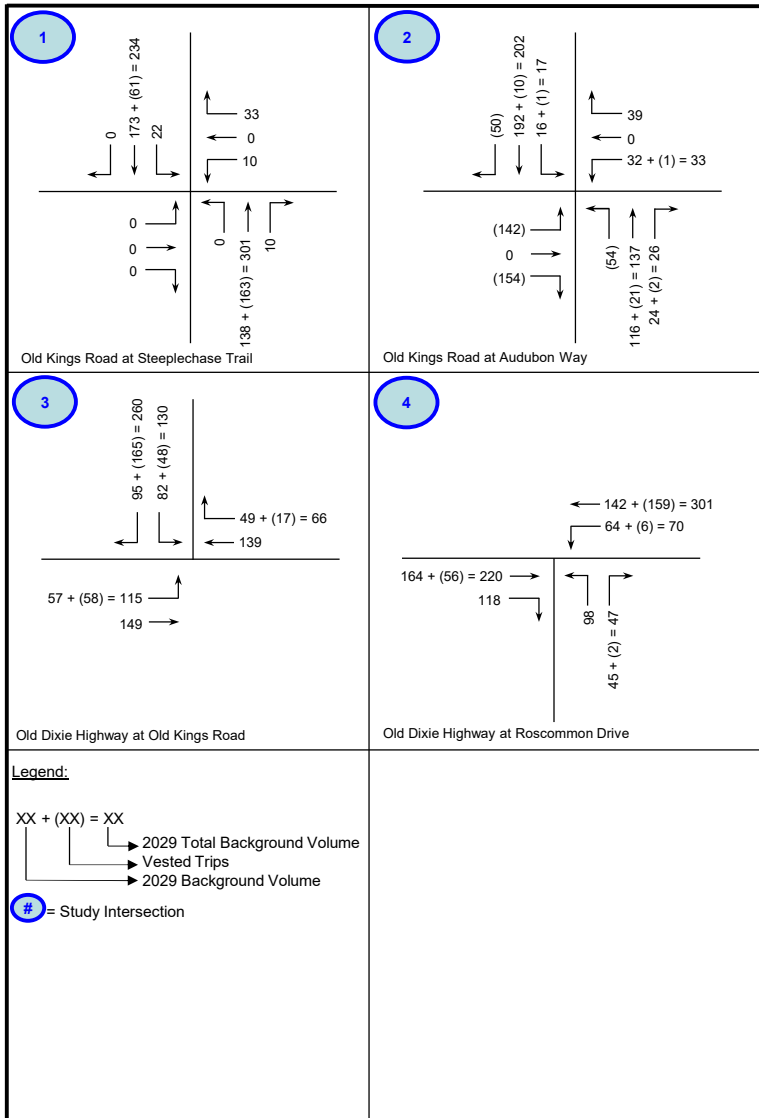 1
0
173 + (61) = 234
22
33
0
10
0
0
0
0
138 + (163) = 301
10
Old Kings Road at Steeplechase Trail
2
(50)
192 + (10) = 202
16 + (1) = 17
39
0
32 + (1) = 33
(142)
0
(154)
(54)
116 + (21) = 137
24 + (2) = 26
Old Kings Road at Audubon Way
3
95 + (165) = 260
82 + (48) = 130
49 + (17) = 66
139
57 + (58) = 115
149
Old Dixie Highway at Old Kings Road
4
142 + (159) = 301
64 + (6) = 70
164 + (56) = 220
118
98
45 + (2) = 47
Old Dixie Highway at Roscommon Drive
Legend:
XX + (XX) = XX
2029 Total Background Volume
Vested Trips
2029 Background Volume
# = Study Intersection